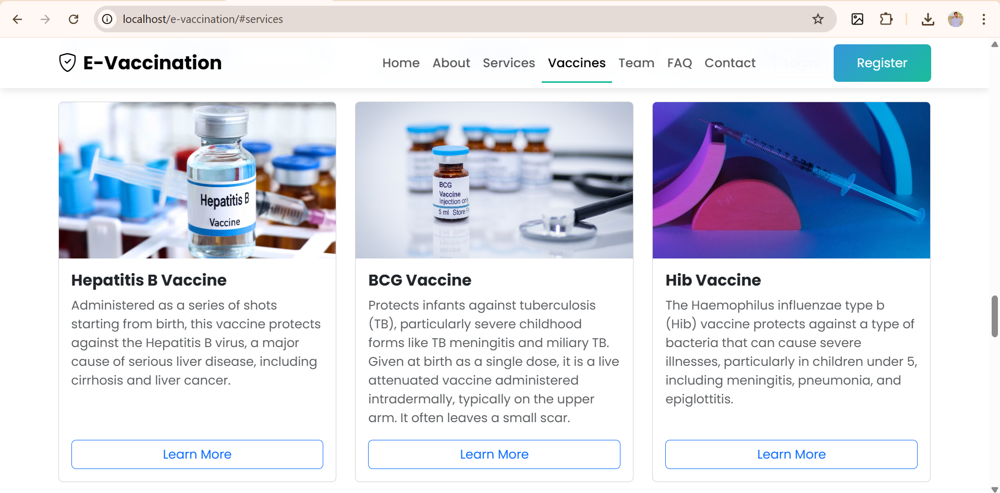 localhost/e-vaccination/#services
E-Vaccination
Home About Services Vaccines Team FAQ Contact Login Register
Hepatitis B
Vaccine
BCG
Vaccine
Injection only
5 ml Store
Hepatitis B Vaccine
Administered as a series of shots
starting from birth, this vaccine protects
against the Hepatitis B virus, a major
cause of serious liver disease, including
cirrhosis and liver cancer.
Learn More
BCG Vaccine
Protects infants against tuberculosis
(TB), particularly severe childhood
forms like TB meningitis and miliary TB.
Given at birth as a single dose, it is a live
attenuated vaccine administered
intradermally, typically on the upper
arm. It often leaves a small scar.
Learn More
Hib Vaccine
The Haemophilus influenzae type b
(Hib) vaccine protects against a type of
bacteria that can cause severe
illnesses, particularly in children under 5,
including meningitis, pneumonia, and
epiglottitis.
Learn More